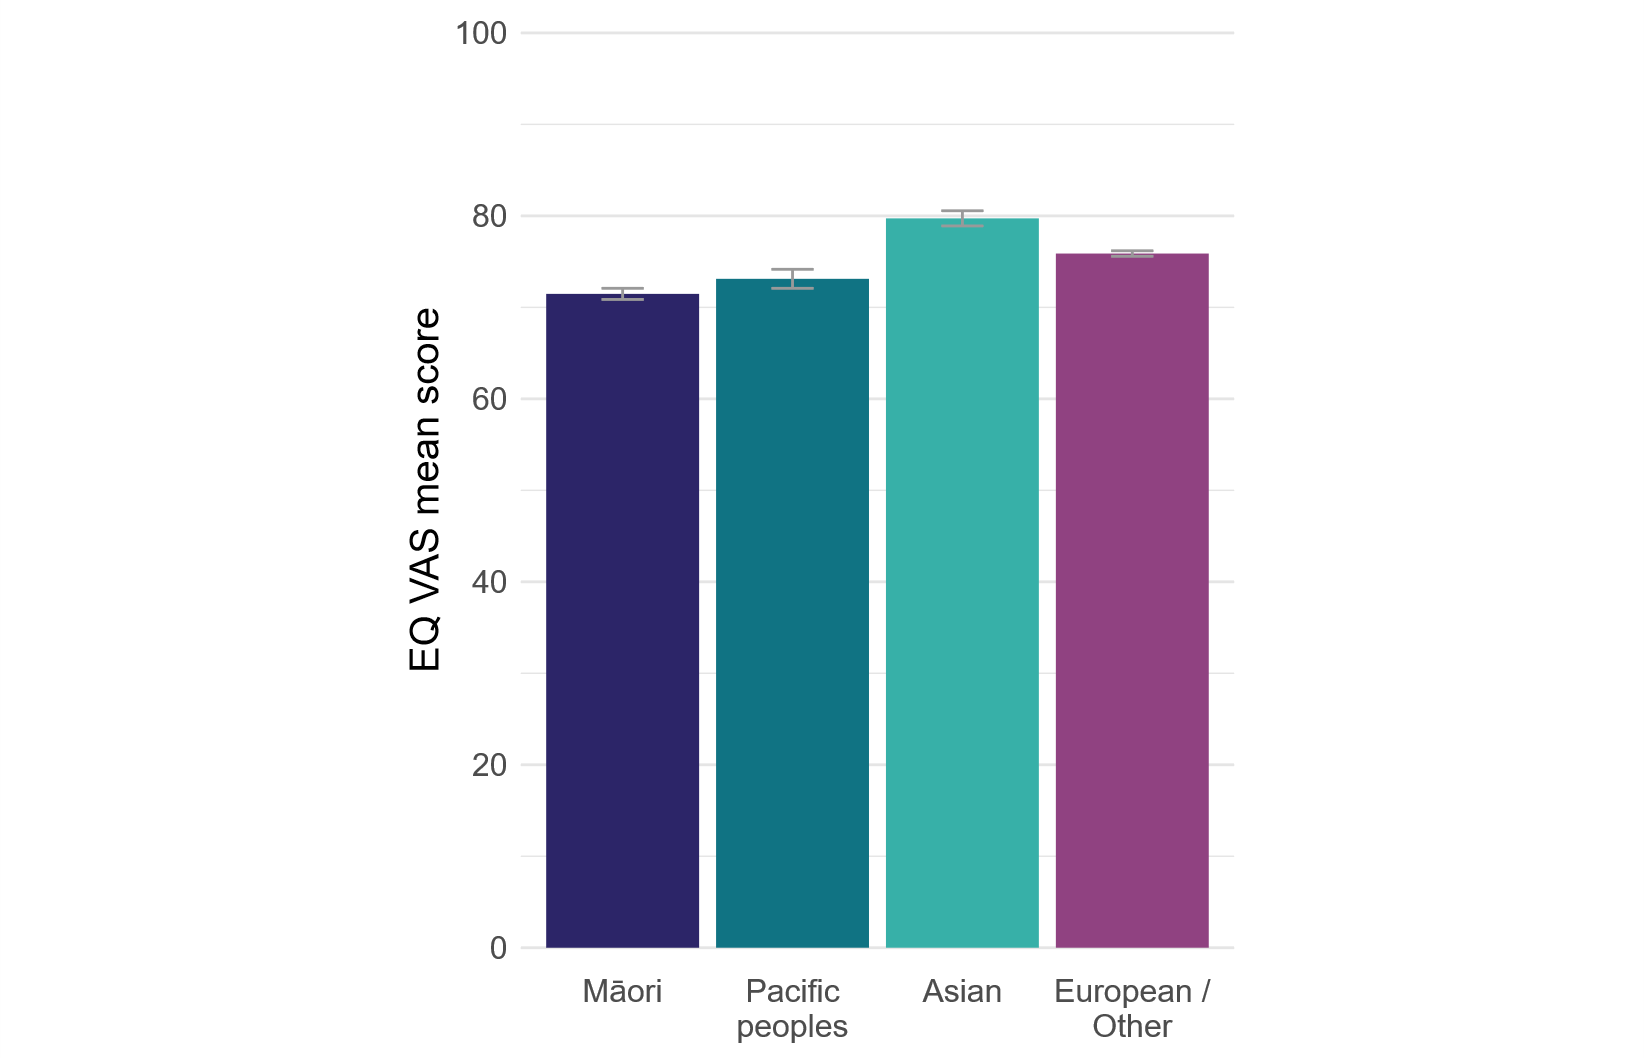 100
80
60
40
20
0
EQ VAS mean score
Māori
Pacific
peoples
Asian
European /
Other